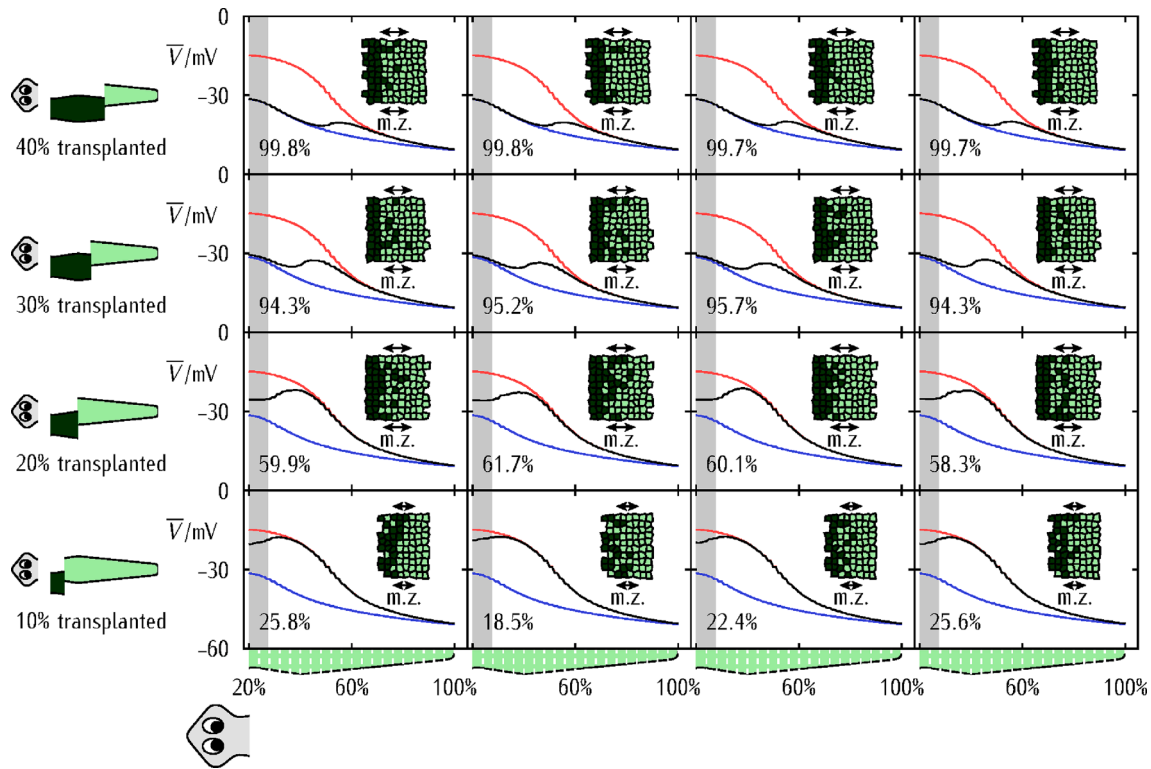 0
V̅/mV
−30
40% transplanted
m.z. m.z. m.z. m.z.
99.8% 99.8% 99.7% 99.7%
0
V̅/mV
−30
30% transplanted
m.z. m.z. m.z. m.z.
94.3% 95.2% 95.7% 94.3%
0
V̅/mV
−30
20% transplanted
m.z. m.z. m.z. m.z.
59.9% 61.7% 60.1% 58.3%
0
V̅/mV
−30
10% transplanted
m.z. m.z. m.z. m.z.
25.8% 18.5% 22.4% 25.6%
−60
20% 60% 100% 60% 100% 60% 100% 60% 100%